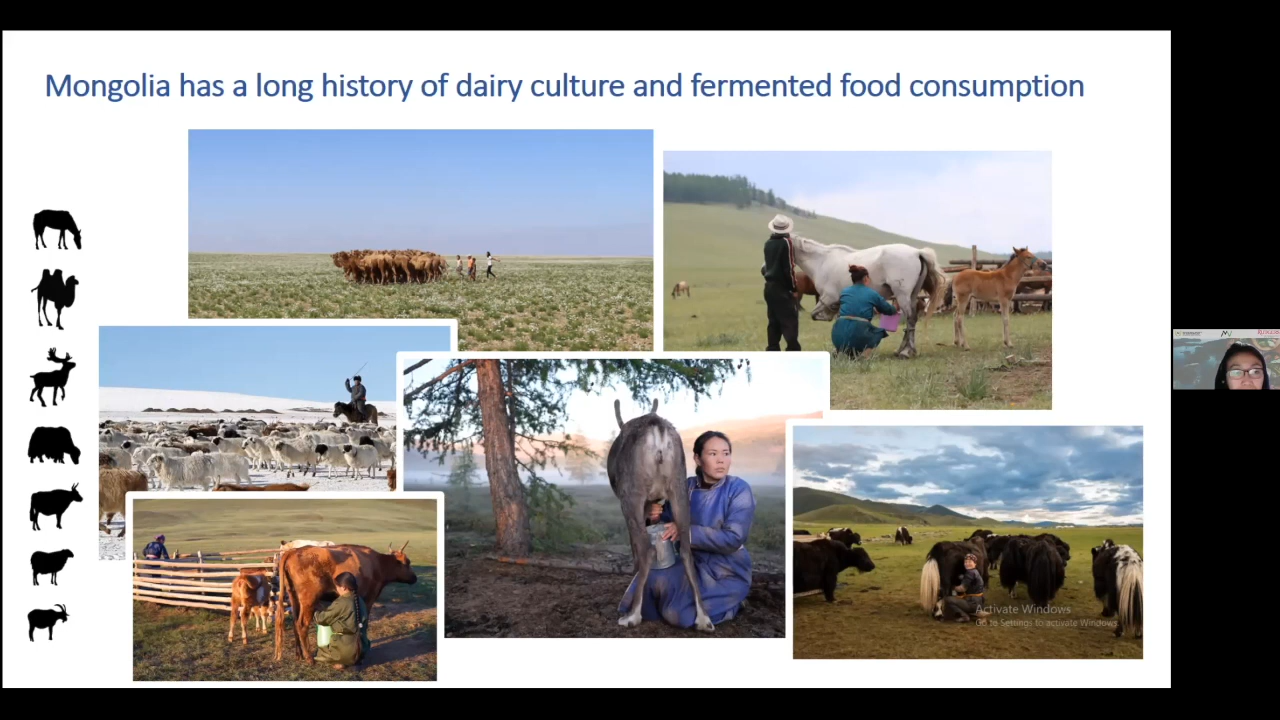 Mongolia has a long history of dairy culture and fermented food consumption
Activate Windows
Go to Settings to activate Windows.